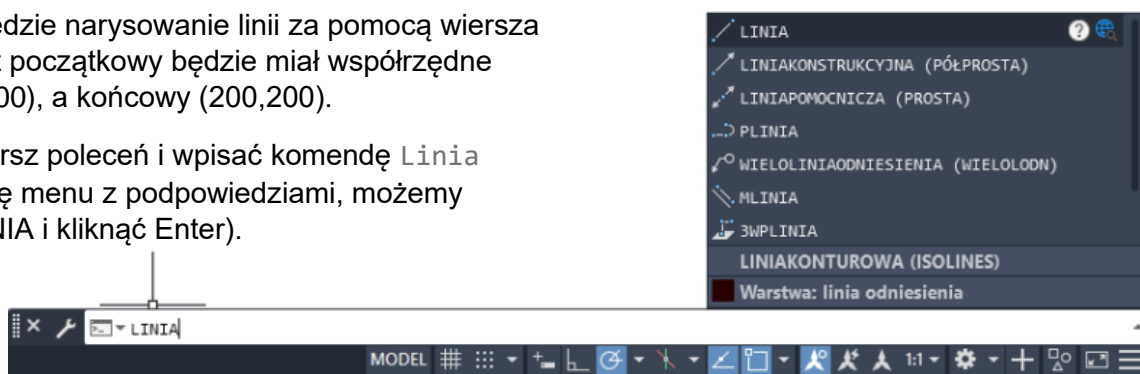 ędzie narysowanie linii za pomocą wiersza
początkowy będzie miał współrzędne
00), a końcowy (200,200).
rsz poleceń i wpisać komendę Linia
ę menu z podpowiedziami, możemy
NIA i kliknąć Enter).
LINIA
LINIAKONSTRUKCYJNA (PÓŁPROSTA)
LINIAPOMOCNICZA (PROSTA)
PLINIA
WIELOLINIAODNIESIENIA (WIELOLODN)
MLINIA
3WPLINIA
LINIAKONTUROWA (ISOLINES)
Warstwa: linia odniesienia
LINIA
MODEL 1:1